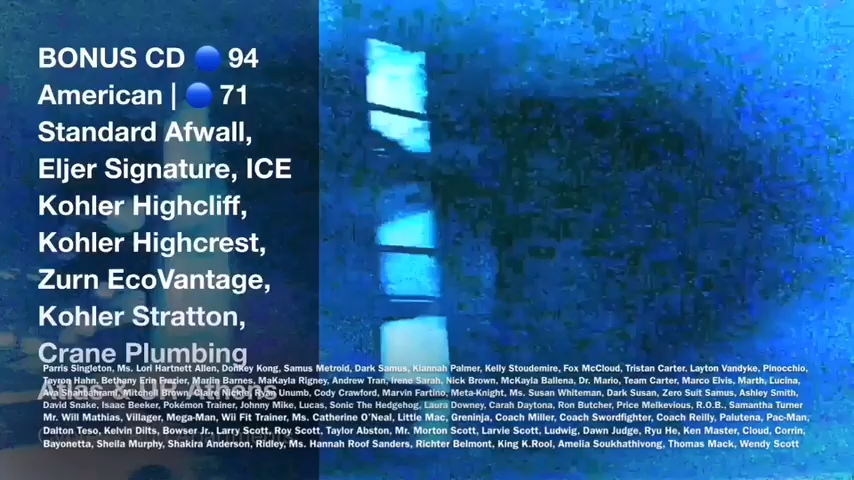 BONUS CD 🔵 94
American | 🔵 71
Standard Afwall,
Eljer Signature, ICE
Kohler Highcliff,
Kohler Highcrest,
Zurn EcoVantage,
Kohler Stratton,
Crane Plumbing
Parris Singleton, Ms. Lori Hartnett Allen, Donkey Kong, Samus Metroid, Dark Samus, Kiannah Palmer, Kelly Stoudemire, Fox McCloud, Tristan Carter, Layton Vandyke, Pinocchio,
Tayron Hahn, Bethany Erin Frazier, Marlin Barnes, MaKayla Rigney, Andrew Tran, Irene Sarah, Nick Brown, McKayla Ballena, Dr. Mario, Team Carter, Marco Elvis, Marth, Lucina,
Mitchell Brown, Cody Crawford, Marvin Fartino, Meta-Knight, Ms. Susan Whiteman, Dark Susan, Zero Suit Samus, Ashley Smith,
David Snake, Isaac Beeker, Pokémon Trainer, Johnny Mike, Lucas, Sonic The Hedgehog, Laura Downey, Carah Daytona, Ron Butcher, Price Melkevious, R.O.B., Samantha Turner
Mr. Will Mathias, Villager, Mega-Man, Wii Fit Trainer, Ms. Catherine O'Neal, Little Mac, Greninja, Coach Miller, Coach Swordfighter, Coach Reilly, Palutena, Pac-Man,
Dalton Teso, Kelvin Dilts, Bowser Jr., Larry Scott, Roy Scott, Taylor Abston, Mr. Morton Scott, Larvie Scott, Ludwig, Dawn Judge, Ryu He, Ken Master, Cloud, Corrin,
Bayonetta, Sheila Murphy, Shakira Anderson, Ridley, Ms. Hannah Roof Sanders, Richter Belmont, King K.Rool, Amelia Soukhathivong, Thomas Mack, Wendy Scott